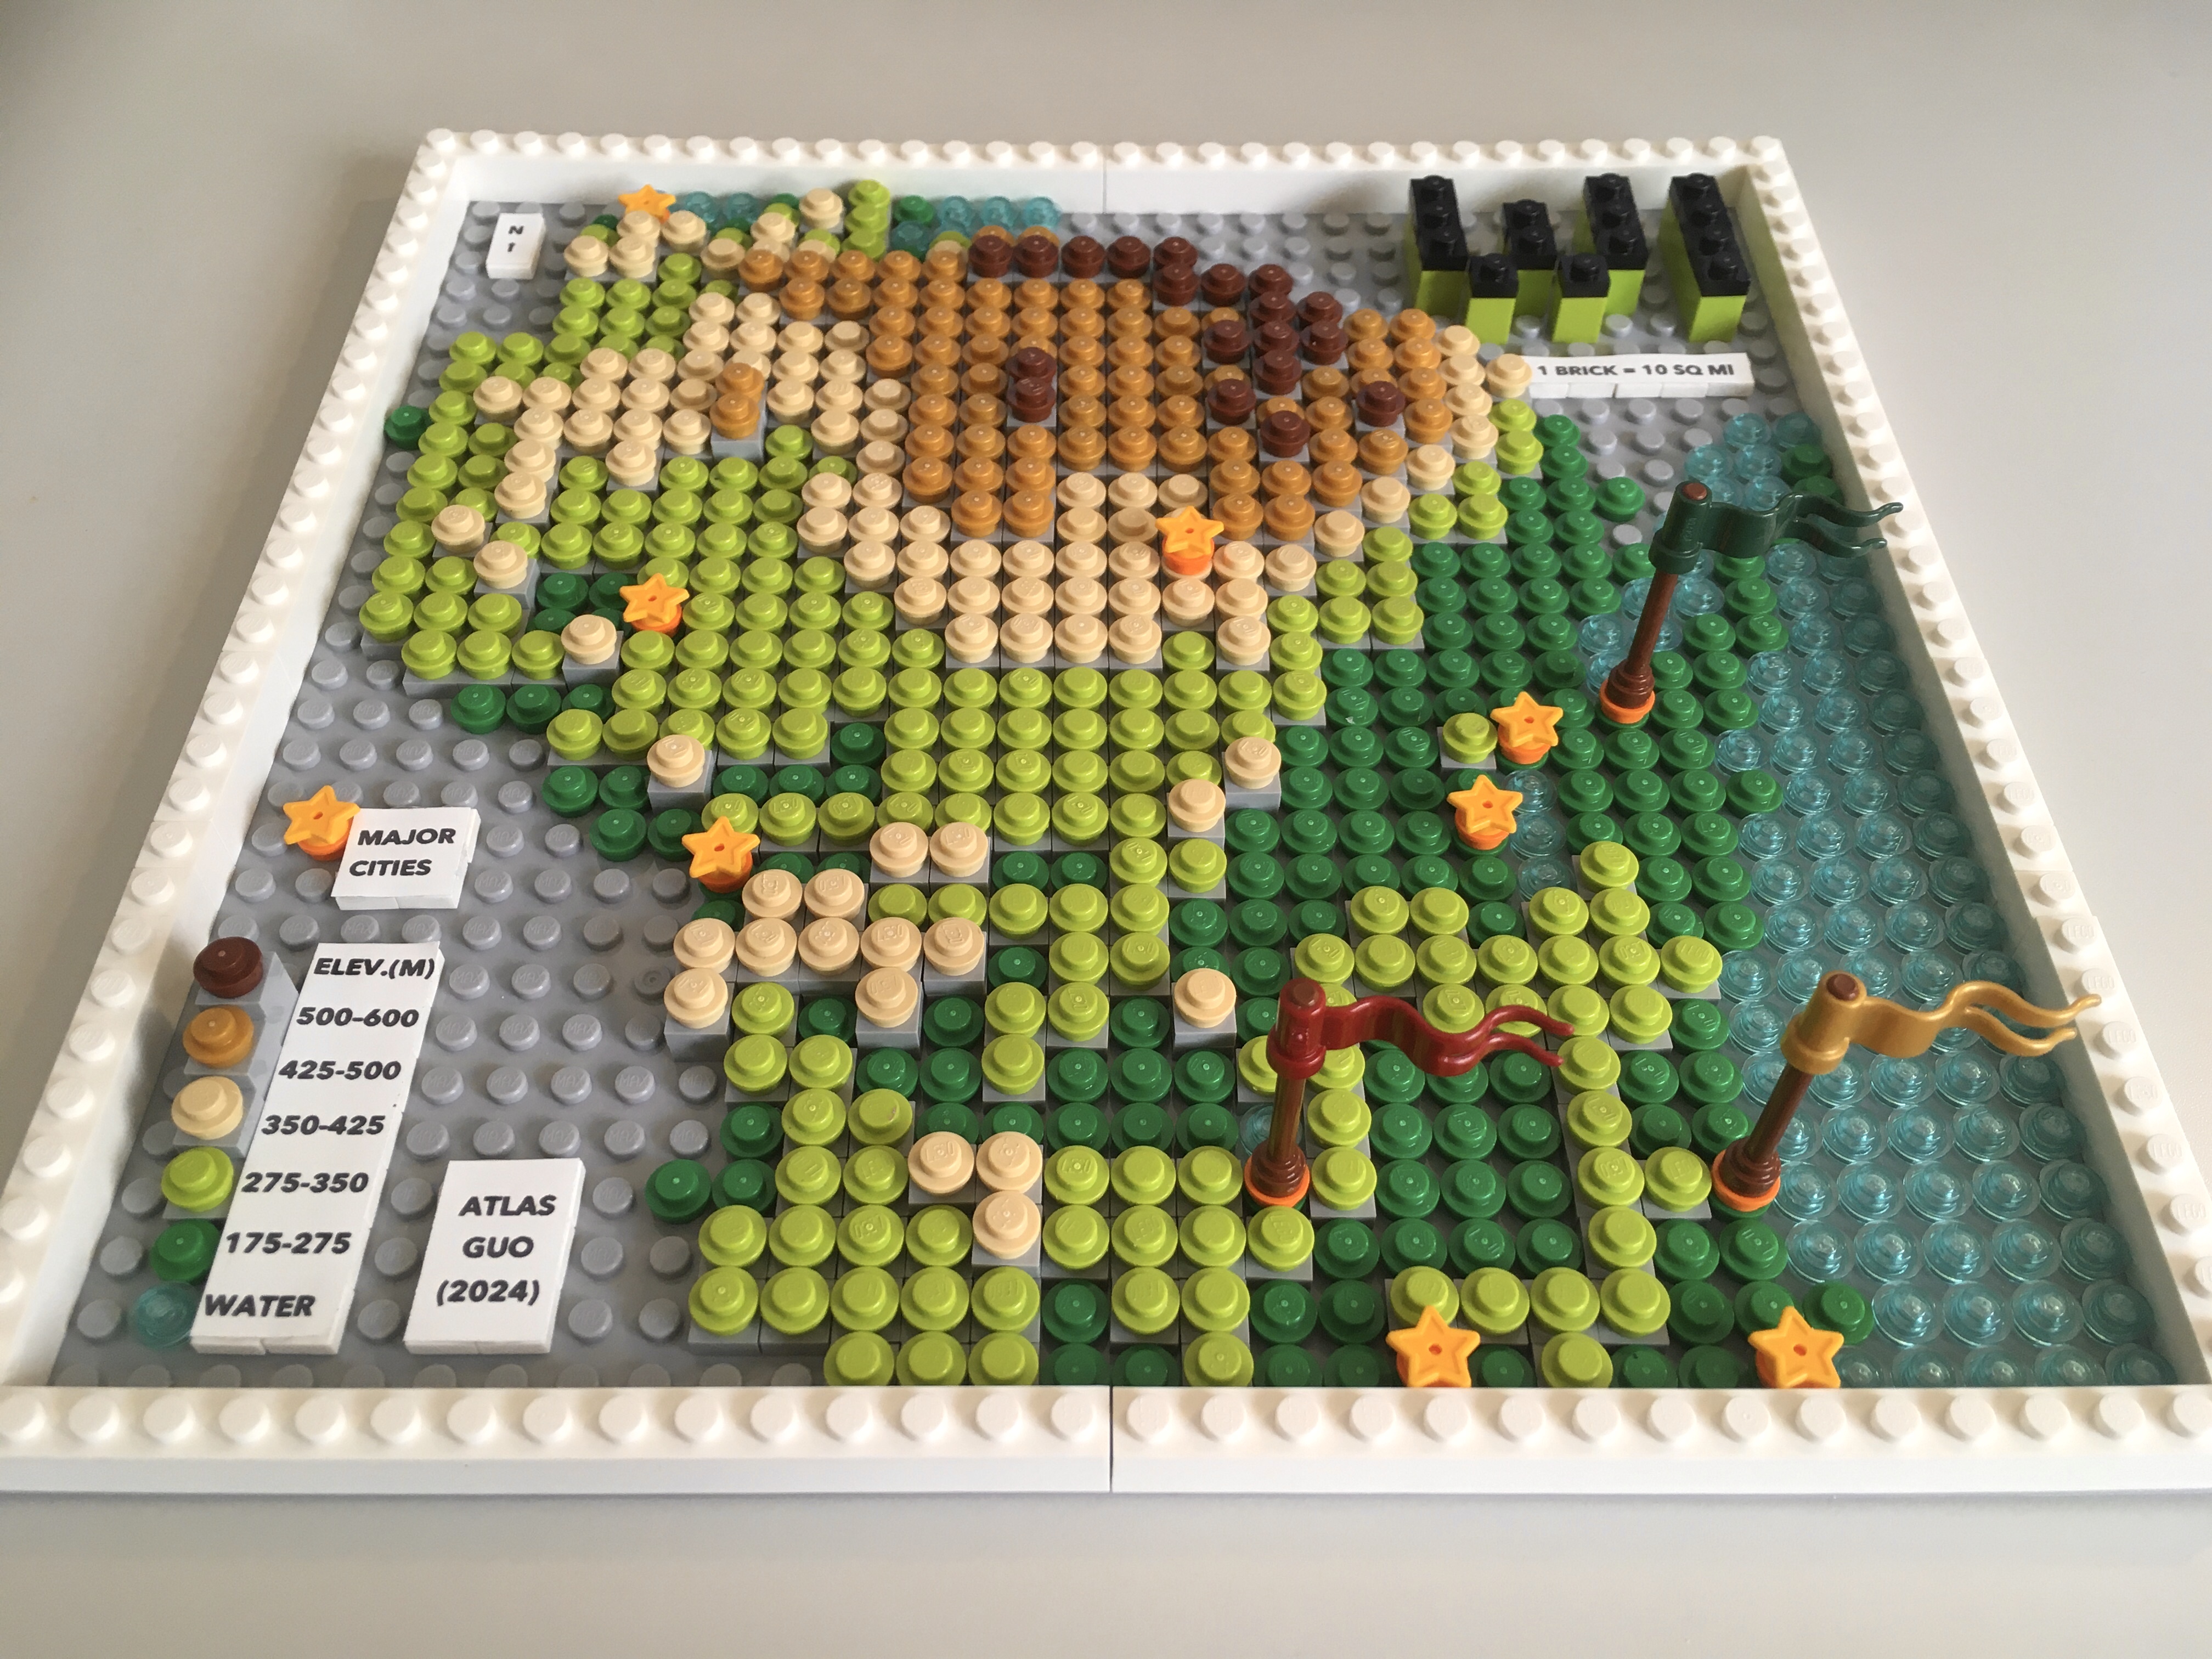 N
WI
1 BRICK = 10 SQ MI
MAJOR
CITIES
ELEV.(M)
500-600
425-500
350-425
275-350
175-275
WATER
ATLAS
GUO
(2024)